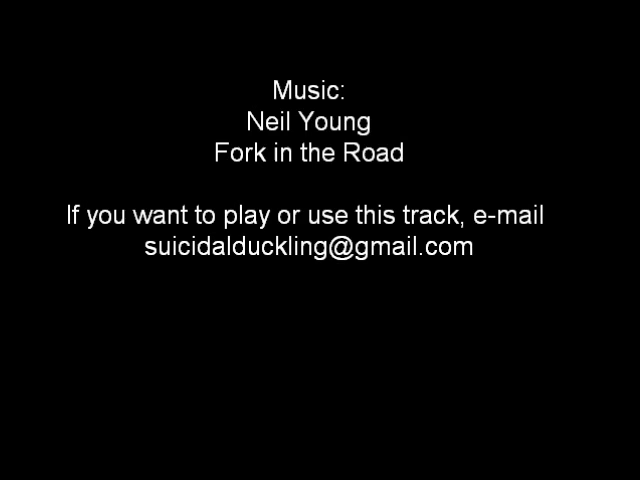 Music:
Neil Young
Fork in the Road
If you want to play or use this track, e-mail
suicidalduckling@gmail.com